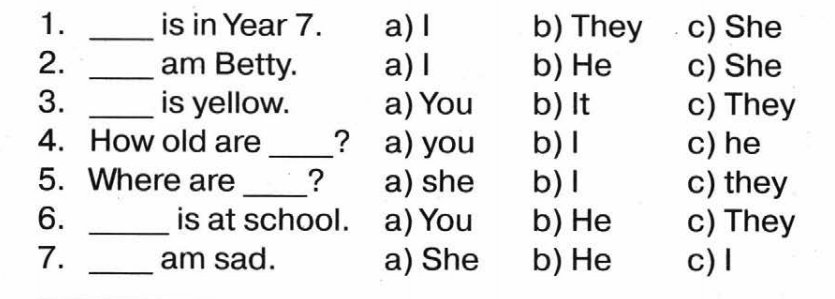 1. ____ is in Year 7. a) I b) They c) She
2. ____ am Betty. a) I b) He c) She
3. ____ is yellow. a) You b) It c) They
4. How old are ____? a) you b) I c) he
5. Where are ____? a) she b) I c) they
6. _____ is at school. a) You b) He c) They
7. ____ am sad. a) She b) He c) I